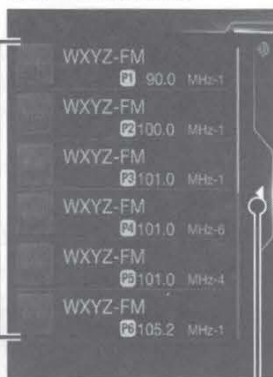 WXYZ-FM
P1 90.0 MHz-1
WXYZ-FM
P2 100.0 MHz-1
WXYZ-FM
P3 101.0 MHz-1
WXYZ-FM
P4 101.0 MHz-6
WXYZ-FM
P5 101.0 MHz-4
WXYZ-FM
P6 105.2 MHz-1